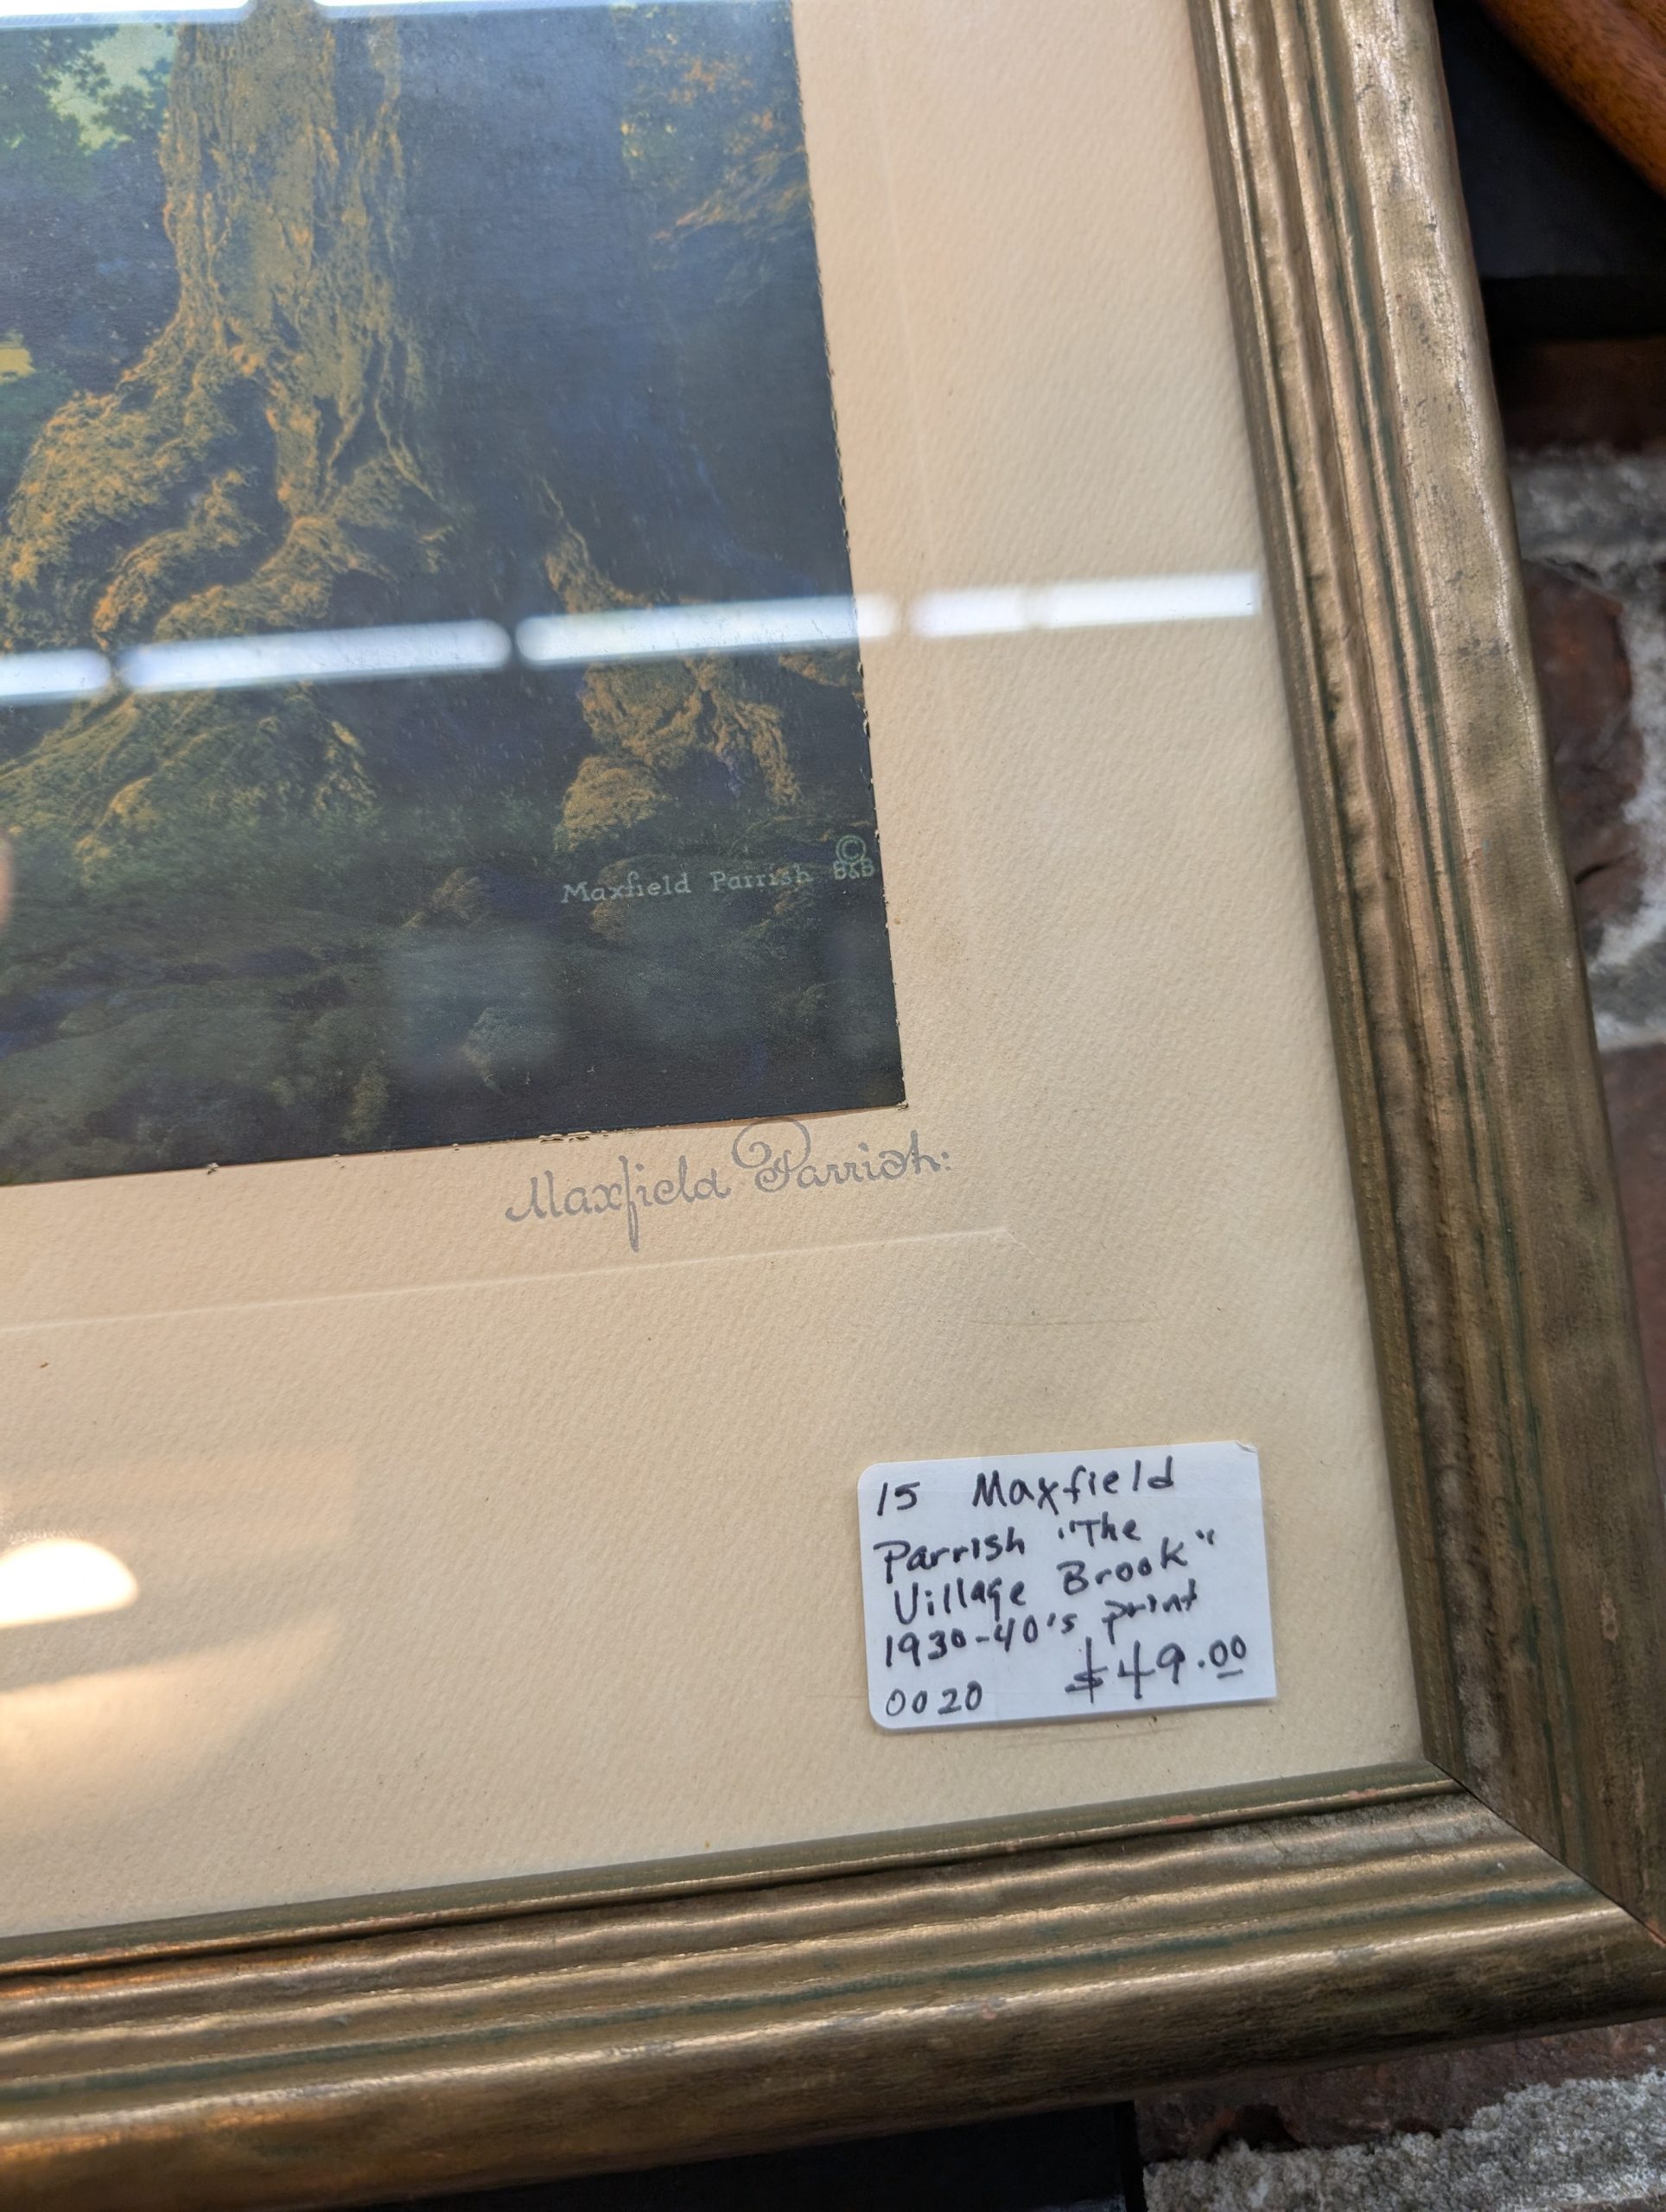 ©
Maxfield Parrish B&B
Maxfield Parrish:
15 Maxfield
Parrish "The
Village Brook"
1930-40's print
0020 $49.00